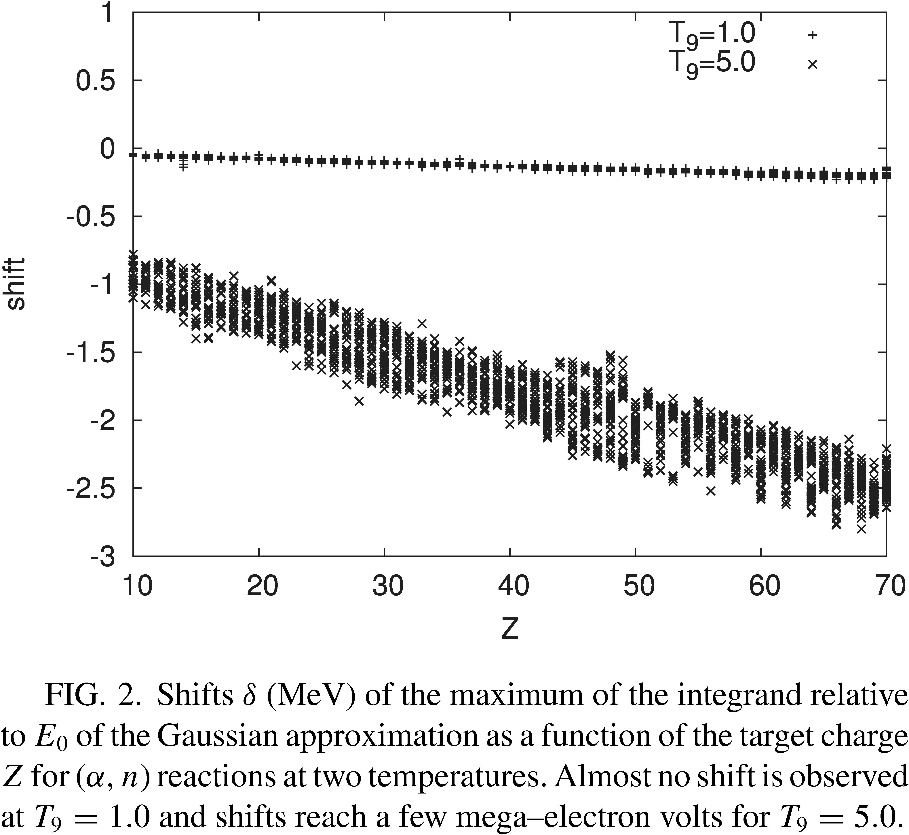 1
T9=1.0 +
T9=5.0 ×
0.5
0
-0.5
-1
-1.5
-2
-2.5
-3
shift
10 20 30 40 50 60 70
Z
FIG. 2. Shifts δ (MeV) of the maximum of the integrand relative
to E0 of the Gaussian approximation as a function of the target charge
Z for (α, n) reactions at two temperatures. Almost no shift is observed
at T9 = 1.0 and shifts reach a few mega–electron volts for T9 = 5.0.